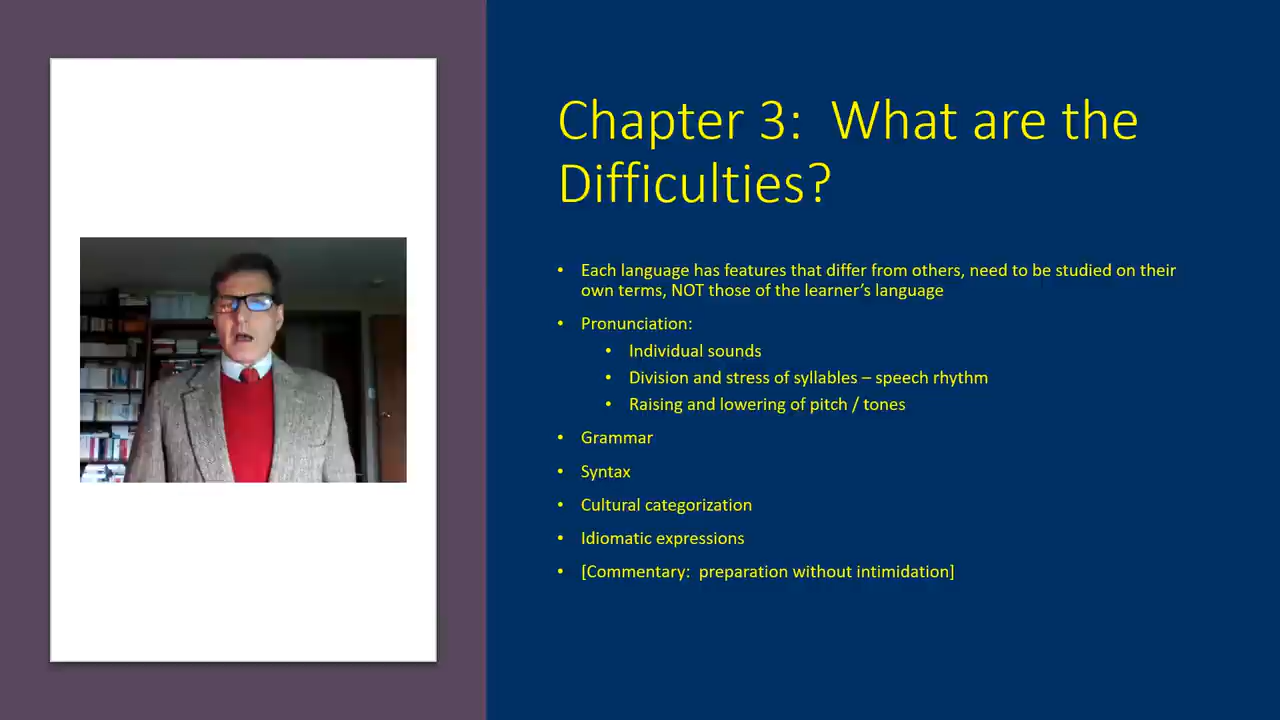 Chapter 3:  What are the
Difficulties?
• Each language has features that differ from others, need to be studied on their
own terms, NOT those of the learner’s language
• Pronunciation:
• Individual sounds
• Division and stress of syllables – speech rhythm
• Raising and lowering of pitch / tones
• Grammar
• Syntax
• Cultural categorization
• Idiomatic expressions
• [Commentary:  preparation without intimidation]